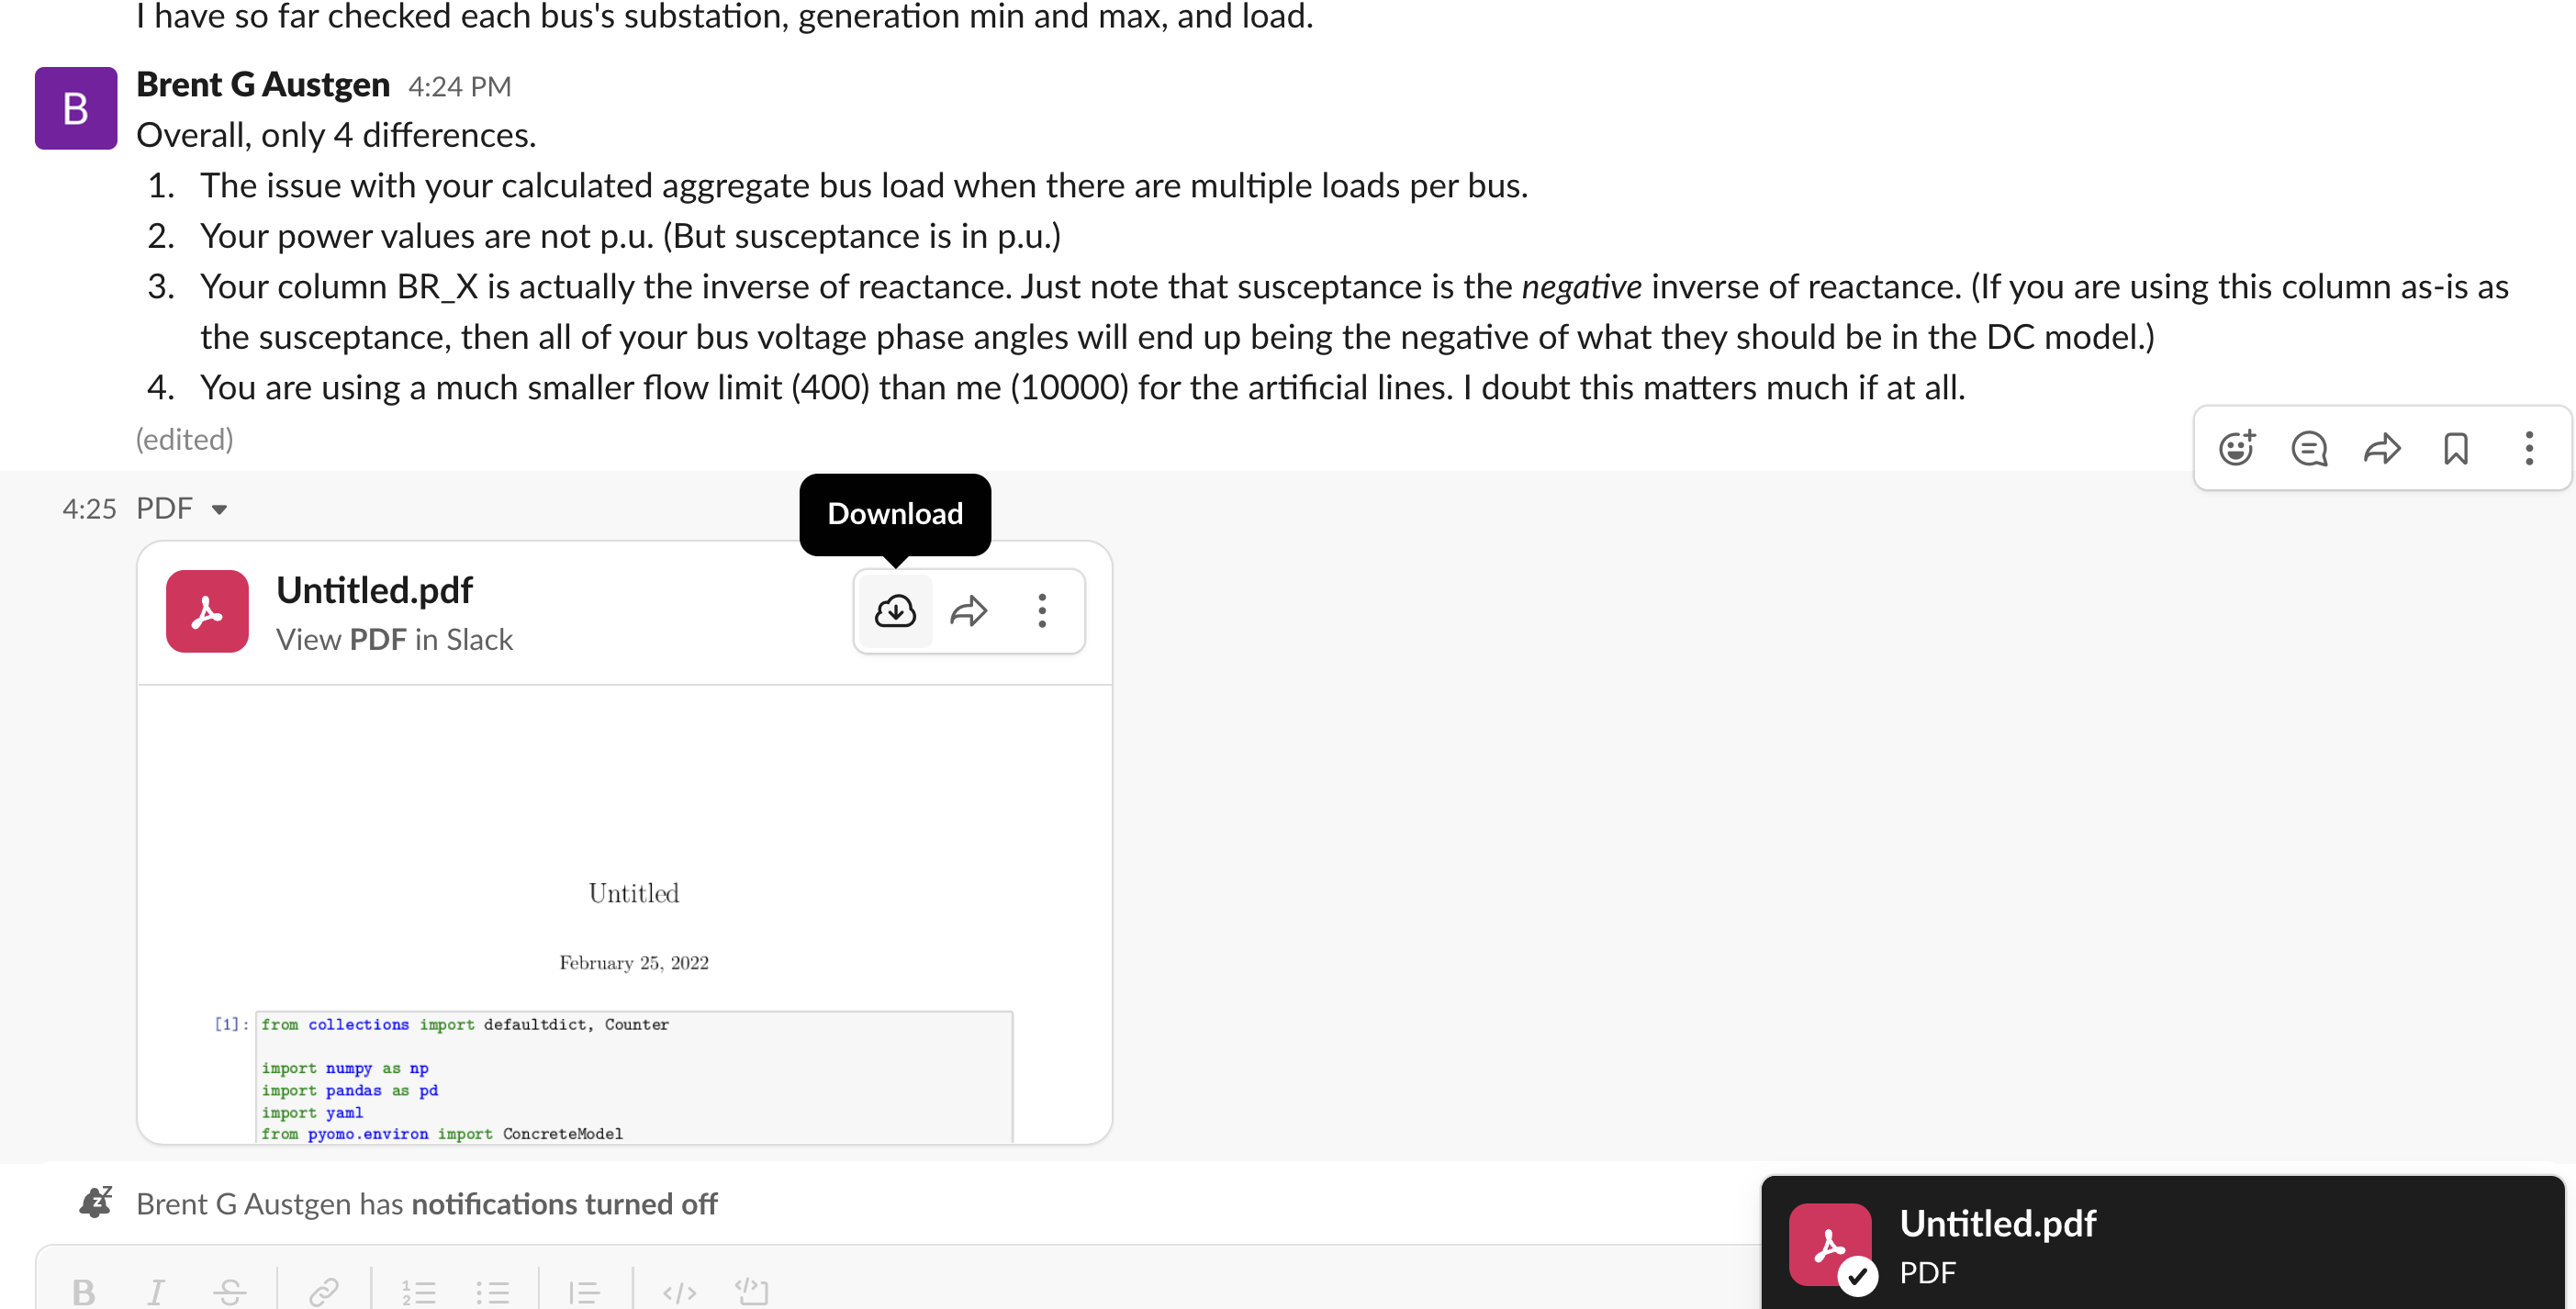 I have so far checked each bus's substation, generation min and max, and load.
B
Brent G Austgen 4:24 PM
Overall, only 4 differences.
1. The issue with your calculated aggregate bus load when there are multiple loads per bus.
2. Your power values are not p.u. (But susceptance is in p.u.)
3. Your column BR_X is actually the inverse of reactance. Just note that susceptance is the negative inverse of reactance. (If you are using this column as-is as
the susceptance, then all of your bus voltage phase angles will end up being the negative of what they should be in the DC model.)
4. You are using a much smaller flow limit (400) than me (10000) for the artificial lines. I doubt this matters much if at all.
(edited)
4:25 PDF
Download
Untitled.pdf
View PDF in Slack
Untitled
February 25, 2022
[1]: from collections import defaultdict, Counter
import numpy as np
import pandas as pd
import yaml
from pyomo.environ import ConcreteModel
Brent G Austgen has notifications turned off
Untitled.pdf
PDF